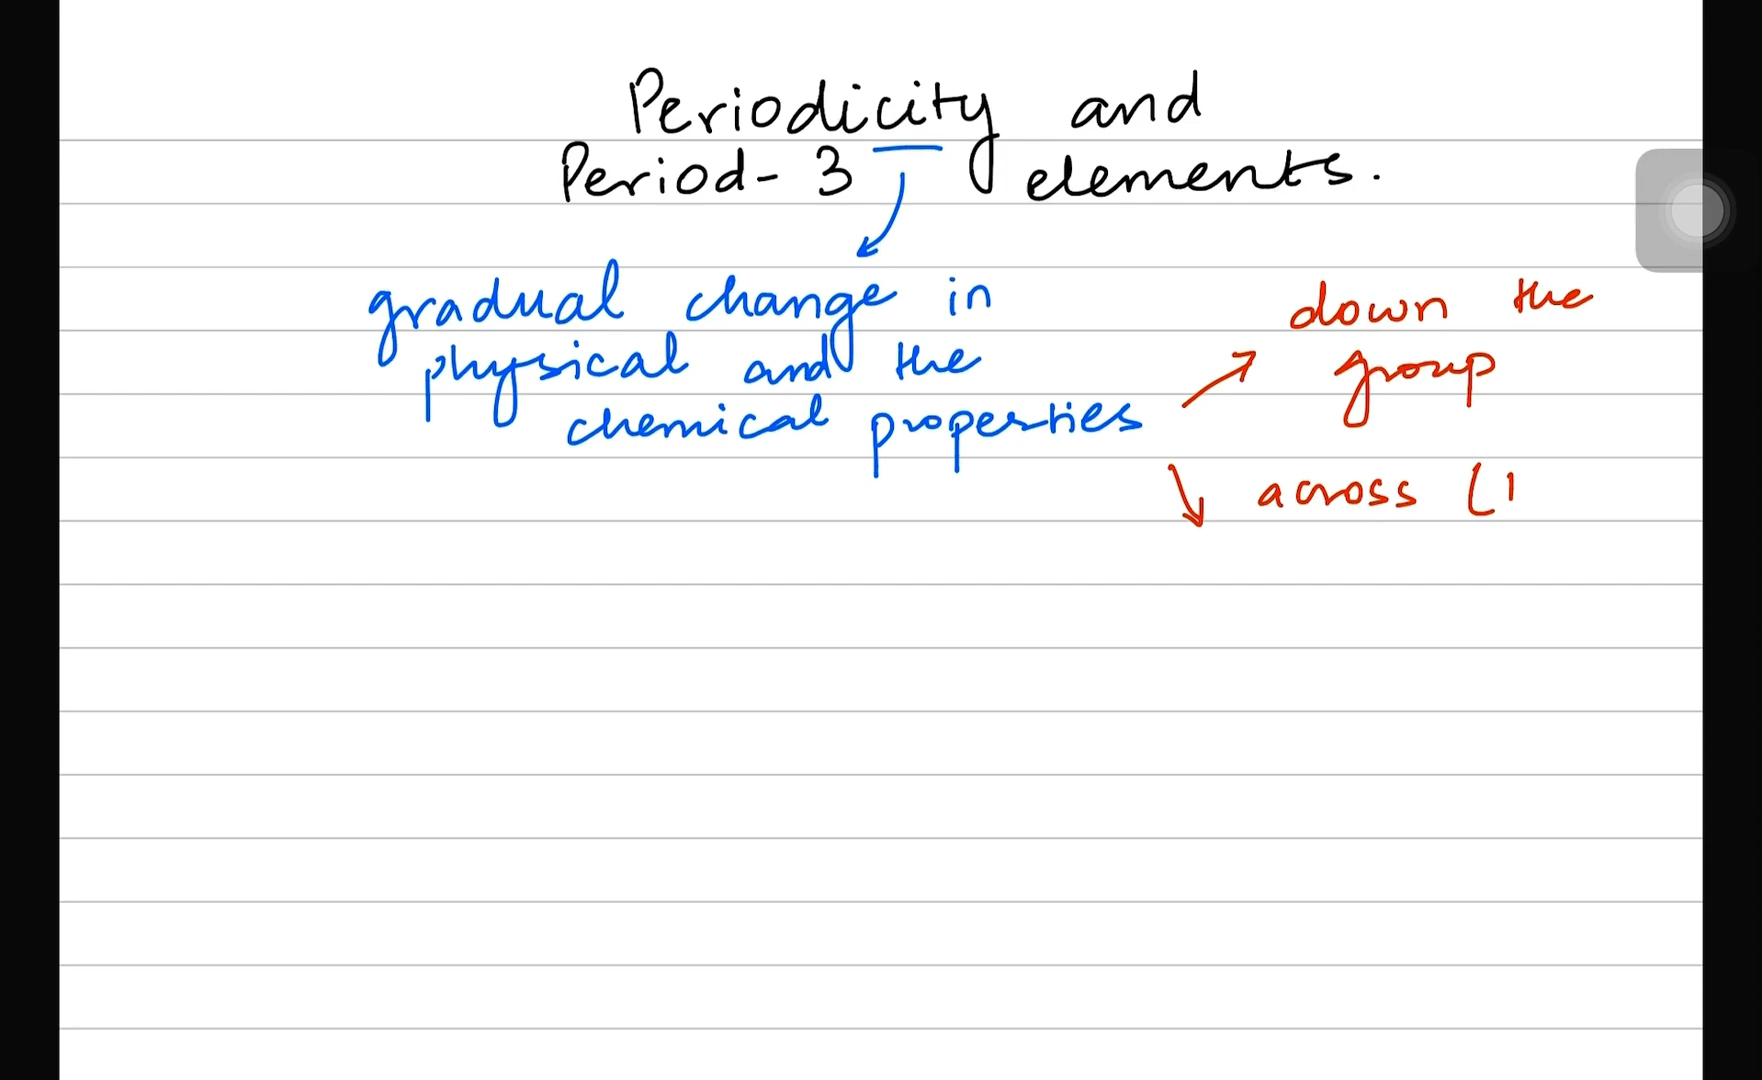 Periodicity and
Period-3 elements.
gradual change in
physical and the
chemical properties
down the
group
across (